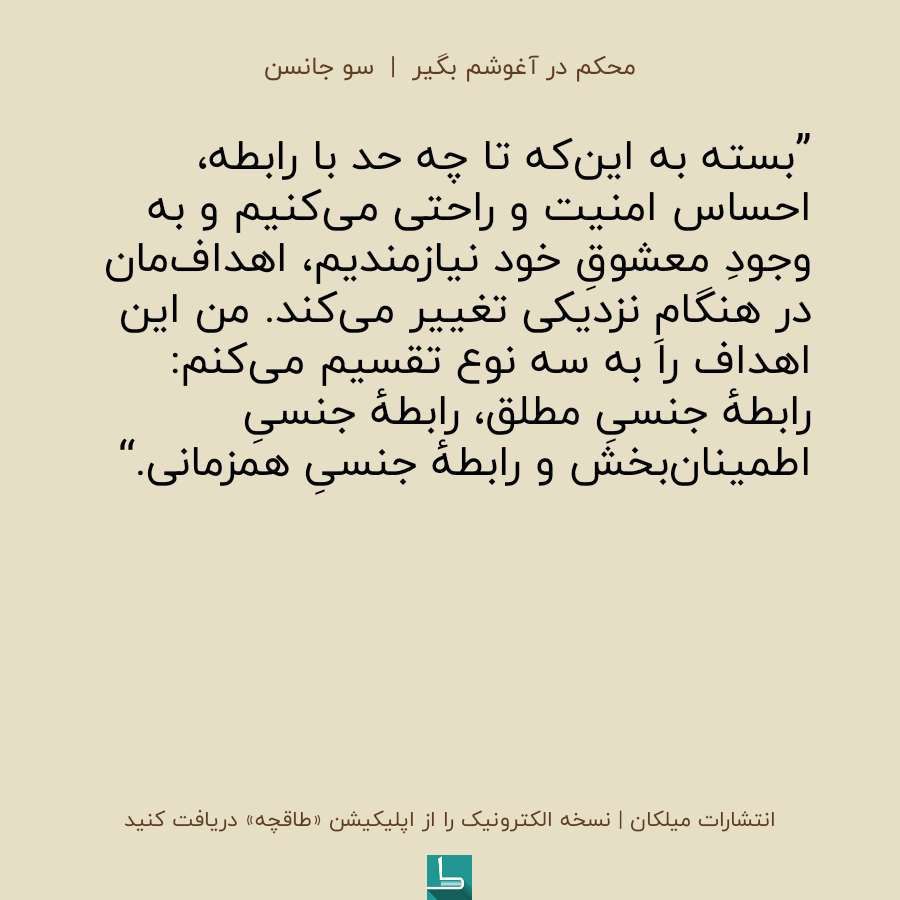 محکم در آغوشم بگیر | سو جانسن
”بسته به این‌که تا چه حد با رابطه،
احساس امنیت و راحتی می‌کنیم و به
وجودِ معشوقِ خود نیازمندیم، اهداف‌مان
در هنگامِ نزدیکی تغییر می‌کند. من این
اهداف را به سه نوع تقسیم می‌کنم:
رابطهٔ جنسیِ مطلق، رابطهٔ جنسیِ
اطمینان‌بخش و رابطهٔ جنسیِ همزمانی.“
انتشارات میلکان | نسخه الکترونیک را از اپلیکیشن «طاقچه» دریافت کنید